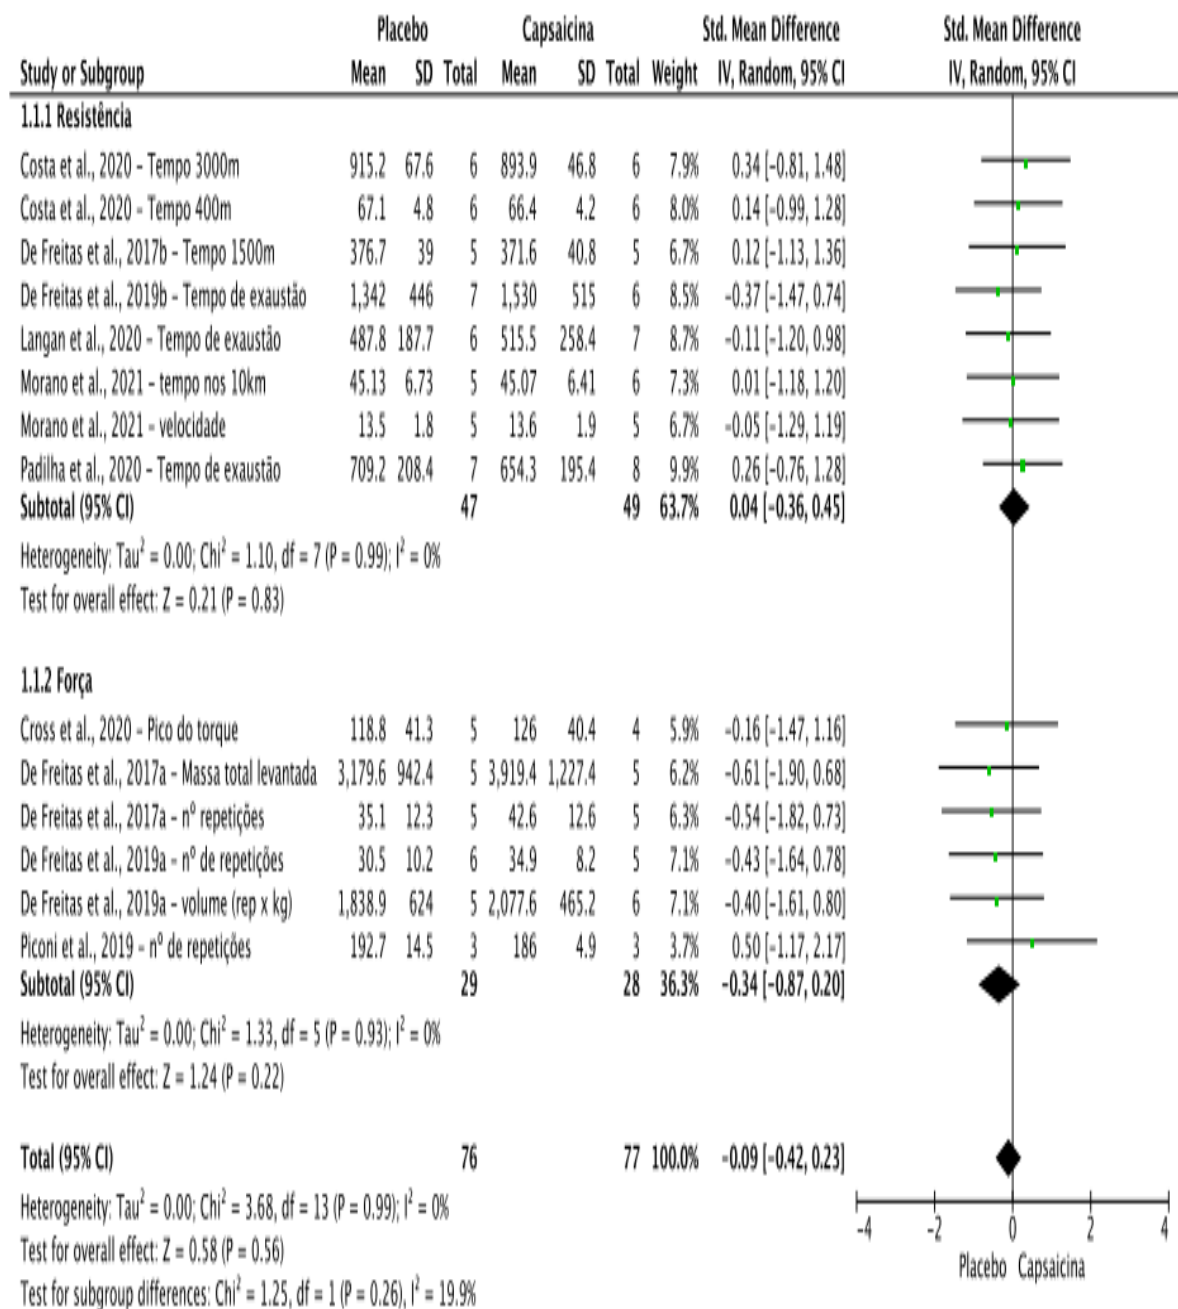 Placebo Capsaicina Std. Mean Difference Std. Mean Difference
Study or Subgroup Mean SD Total Mean SD Total Weight IV, Random, 95% CI IV, Random, 95% CI
1.1.1 Resistência
Costa et al., 2020 – Tempo 3000m 915.2 67.6 6 893.9 46.8 6 7.9% 0.34 [−0.81, 1.48]
Costa et al., 2020 – Tempo 400m 67.1 4.8 6 66.4 4.2 6 8.0% 0.14 [−0.99, 1.28]
De Freitas et al., 2017b – Tempo 1500m 376.7 39 5 371.6 40.8 5 6.7% 0.12 [−1.13, 1.36]
De Freitas et al., 2019b – Tempo de exaustão 1,342 446 7 1,530 515 6 8.5% −0.37 [−1.47, 0.74]
Langan et al., 2020 – Tempo de exaustão 487.8 187.7 6 515.5 258.4 7 8.7% −0.11 [−1.20, 0.98]
Morano et al., 2021 – tempo nos 10km 45.13 6.73 5 45.07 6.41 6 7.3% 0.01 [−1.18, 1.20]
Morano et al., 2021 – velocidade 13.5 1.8 5 13.6 1.9 5 6.7% −0.05 [−1.29, 1.19]
Padilha et al., 2020 – Tempo de exaustão 709.2 208.4 7 654.3 195.4 8 9.9% 0.26 [−0.76, 1.28]
Subtotal (95% CI) 47 49 63.7% 0.04 [−0.36, 0.45]
Heterogeneity: Tau² = 0.00; Chi² = 1.10, df = 7 (P = 0.99); I² = 0%
Test for overall effect: Z = 0.21 (P = 0.83)
1.1.2 Força
Cross et al., 2020 – Pico do torque 118.8 41.3 5 126 40.4 4 5.9% −0.16 [−1.47, 1.16]
De Freitas et al., 2017a – Massa total levantada 3,179.6 942.4 5 3,919.4 1,227.4 5 6.2% −0.61 [−1.90, 0.68]
De Freitas et al., 2017a – nº repetições 35.1 12.3 5 42.6 12.6 5 6.3% −0.54 [−1.82, 0.73]
De Freitas et al., 2019a – nº de repetições 30.5 10.2 6 34.9 8.2 5 7.1% −0.43 [−1.64, 0.78]
De Freitas et al., 2019a – volume (rep x kg) 1,838.9 624 5 2,077.6 465.2 6 7.1% −0.40 [−1.61, 0.80]
Piconi et al., 2019 – nº de repetições 192.7 14.5 3 186 4.9 3 3.7% 0.50 [−1.17, 2.17]
Subtotal (95% CI) 29 28 36.3% −0.34 [−0.87, 0.20]
Heterogeneity: Tau² = 0.00; Chi² = 1.33, df = 5 (P = 0.93); I² = 0%
Test for overall effect: Z = 1.24 (P = 0.22)
Total (95% CI) 76 77 100.0% −0.09 [−0.42, 0.23]
Heterogeneity: Tau² = 0.00; Chi² = 3.68, df = 13 (P = 0.99); I² = 0%
Test for overall effect: Z = 0.58 (P = 0.56)
Test for subgroup differences: Chi² = 1.25, df = 1 (P = 0.26), I² = 19.9%
−4 −2 0 2 4
Placebo Capsaicina